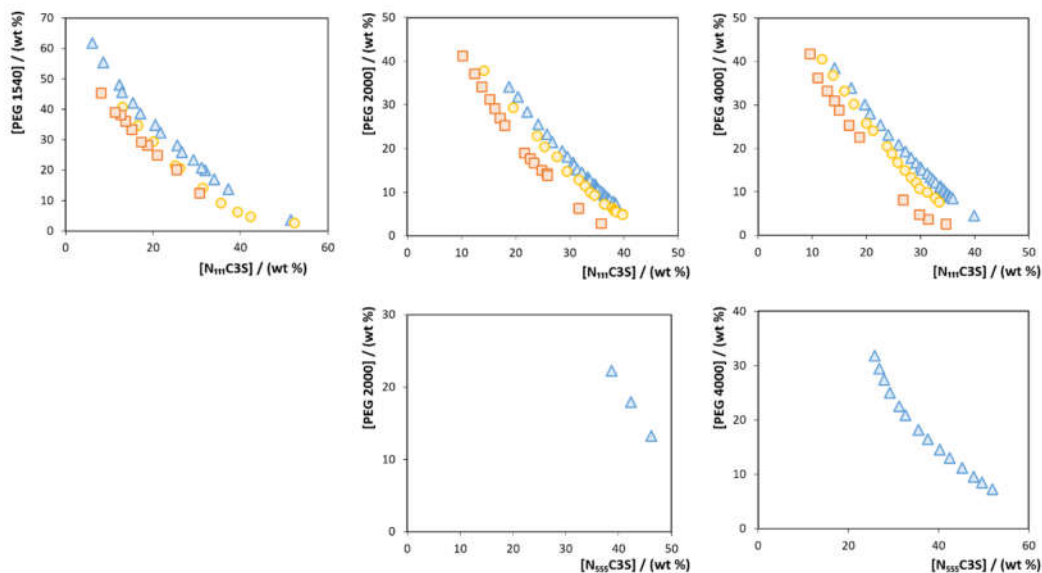 [PEG 1540] / (wt %)
70
60
50
40
30
20
10
0
0 20 40 60
[N₁₁₁C3S] / (wt %)
[PEG 2000] / (wt %)
50
40
30
20
10
0
0 10 20 30 40 50
[N₁₁₁C3S] / (wt %)
[PEG 4000] / (wt %)
50
40
30
20
10
0
0 10 20 30 40 50
[N₁₁₁C3S] / (wt %)
[PEG 2000] / (wt %)
30
20
10
0
0 10 20 30 40 50
[N₅₅₅C3S] / (wt %)
[PEG 4000] / (wt %)
40
30
20
10
0
0 20 40 60
[N₅₅₅C3S] / (wt %)